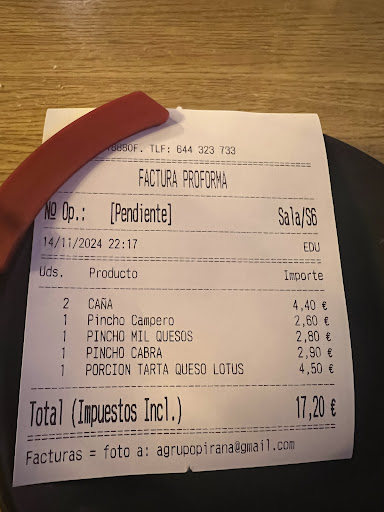 TLF: 644 323 733
FACTURA PROFORMA
Nº Op.: [Pendiente] Sala/S6
14/11/2024 22:17 EDU
Uds. Producto Importe
2 CAÑA 4,40 €
1 Pincho Campero 2,60 €
1 PINCHO MIL QUESOS 2,80 €
1 PINCHO CABRA 2,90 €
1 PORCION TARTA QUESO LOTUS 4,50 €
Total (Impuestos Incl.) 17,20 €
Facturas = foto a: agrupopirana@gmail.com